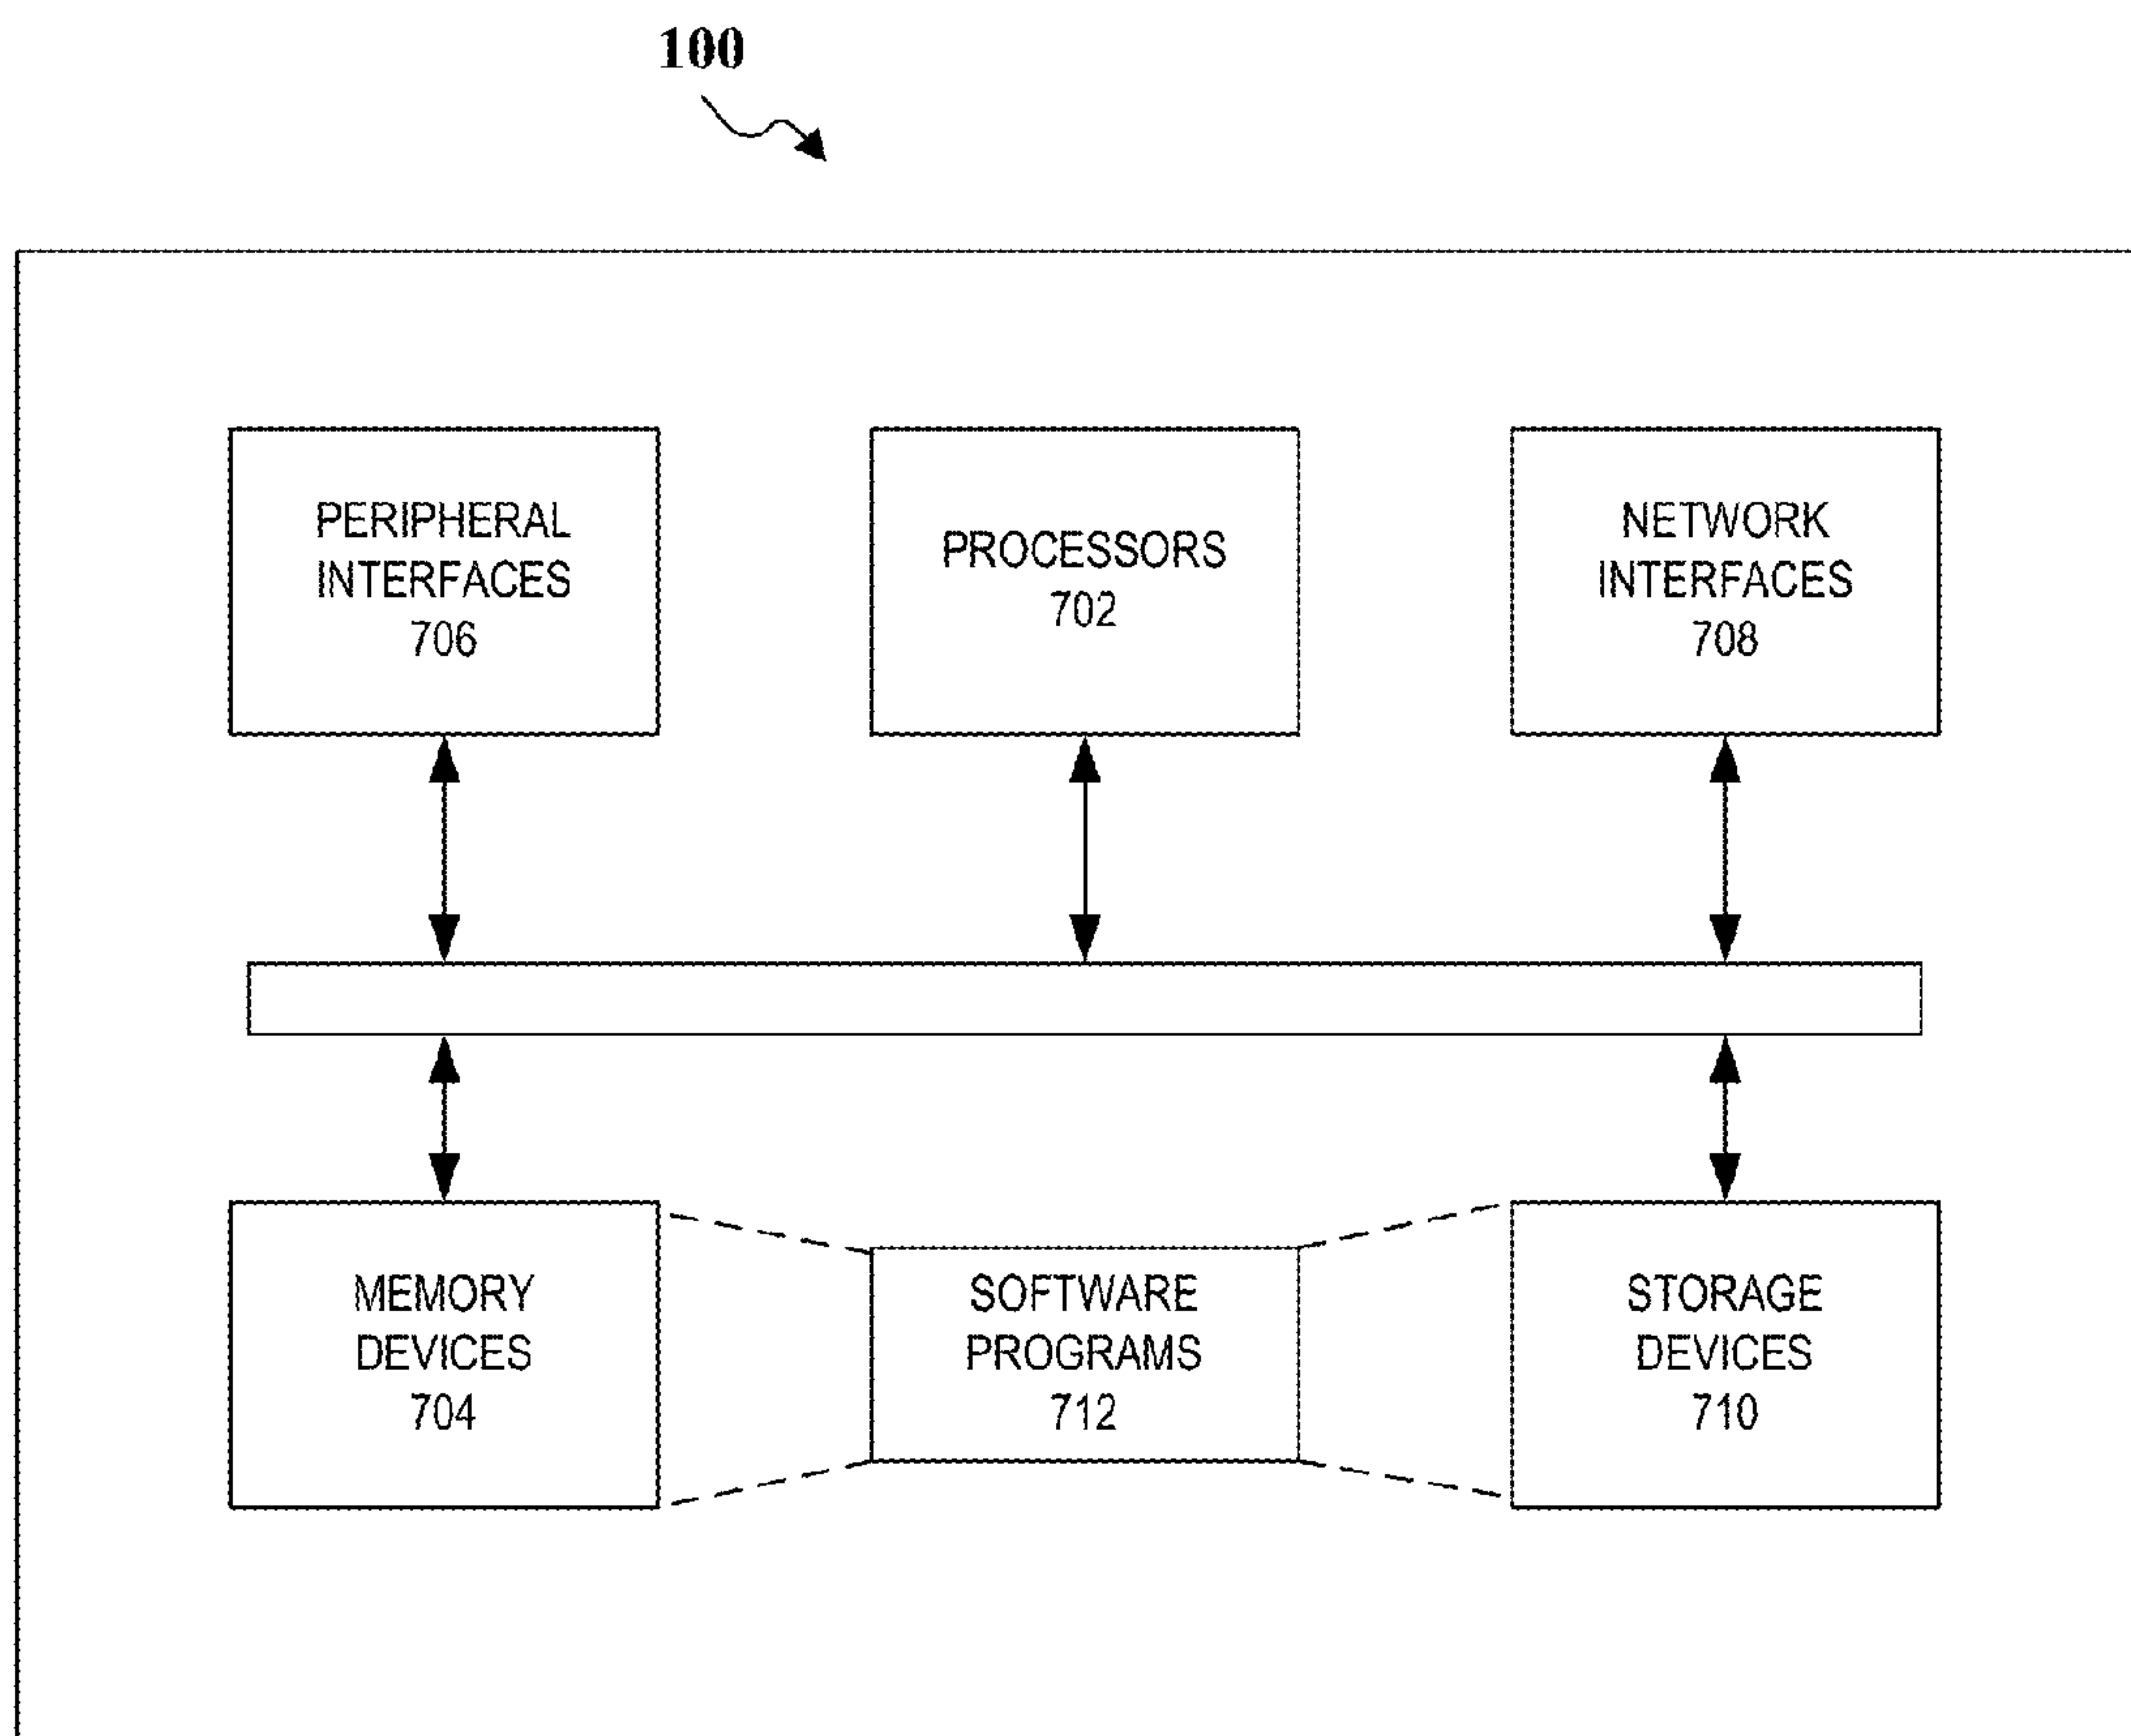 100
PERIPHERAL
INTERFACES
706
PROCESSORS
702
NETWORK
INTERFACES
708
MEMORY
DEVICES
704
SOFTWARE
PROGRAMS
712
STORAGE
DEVICES
710